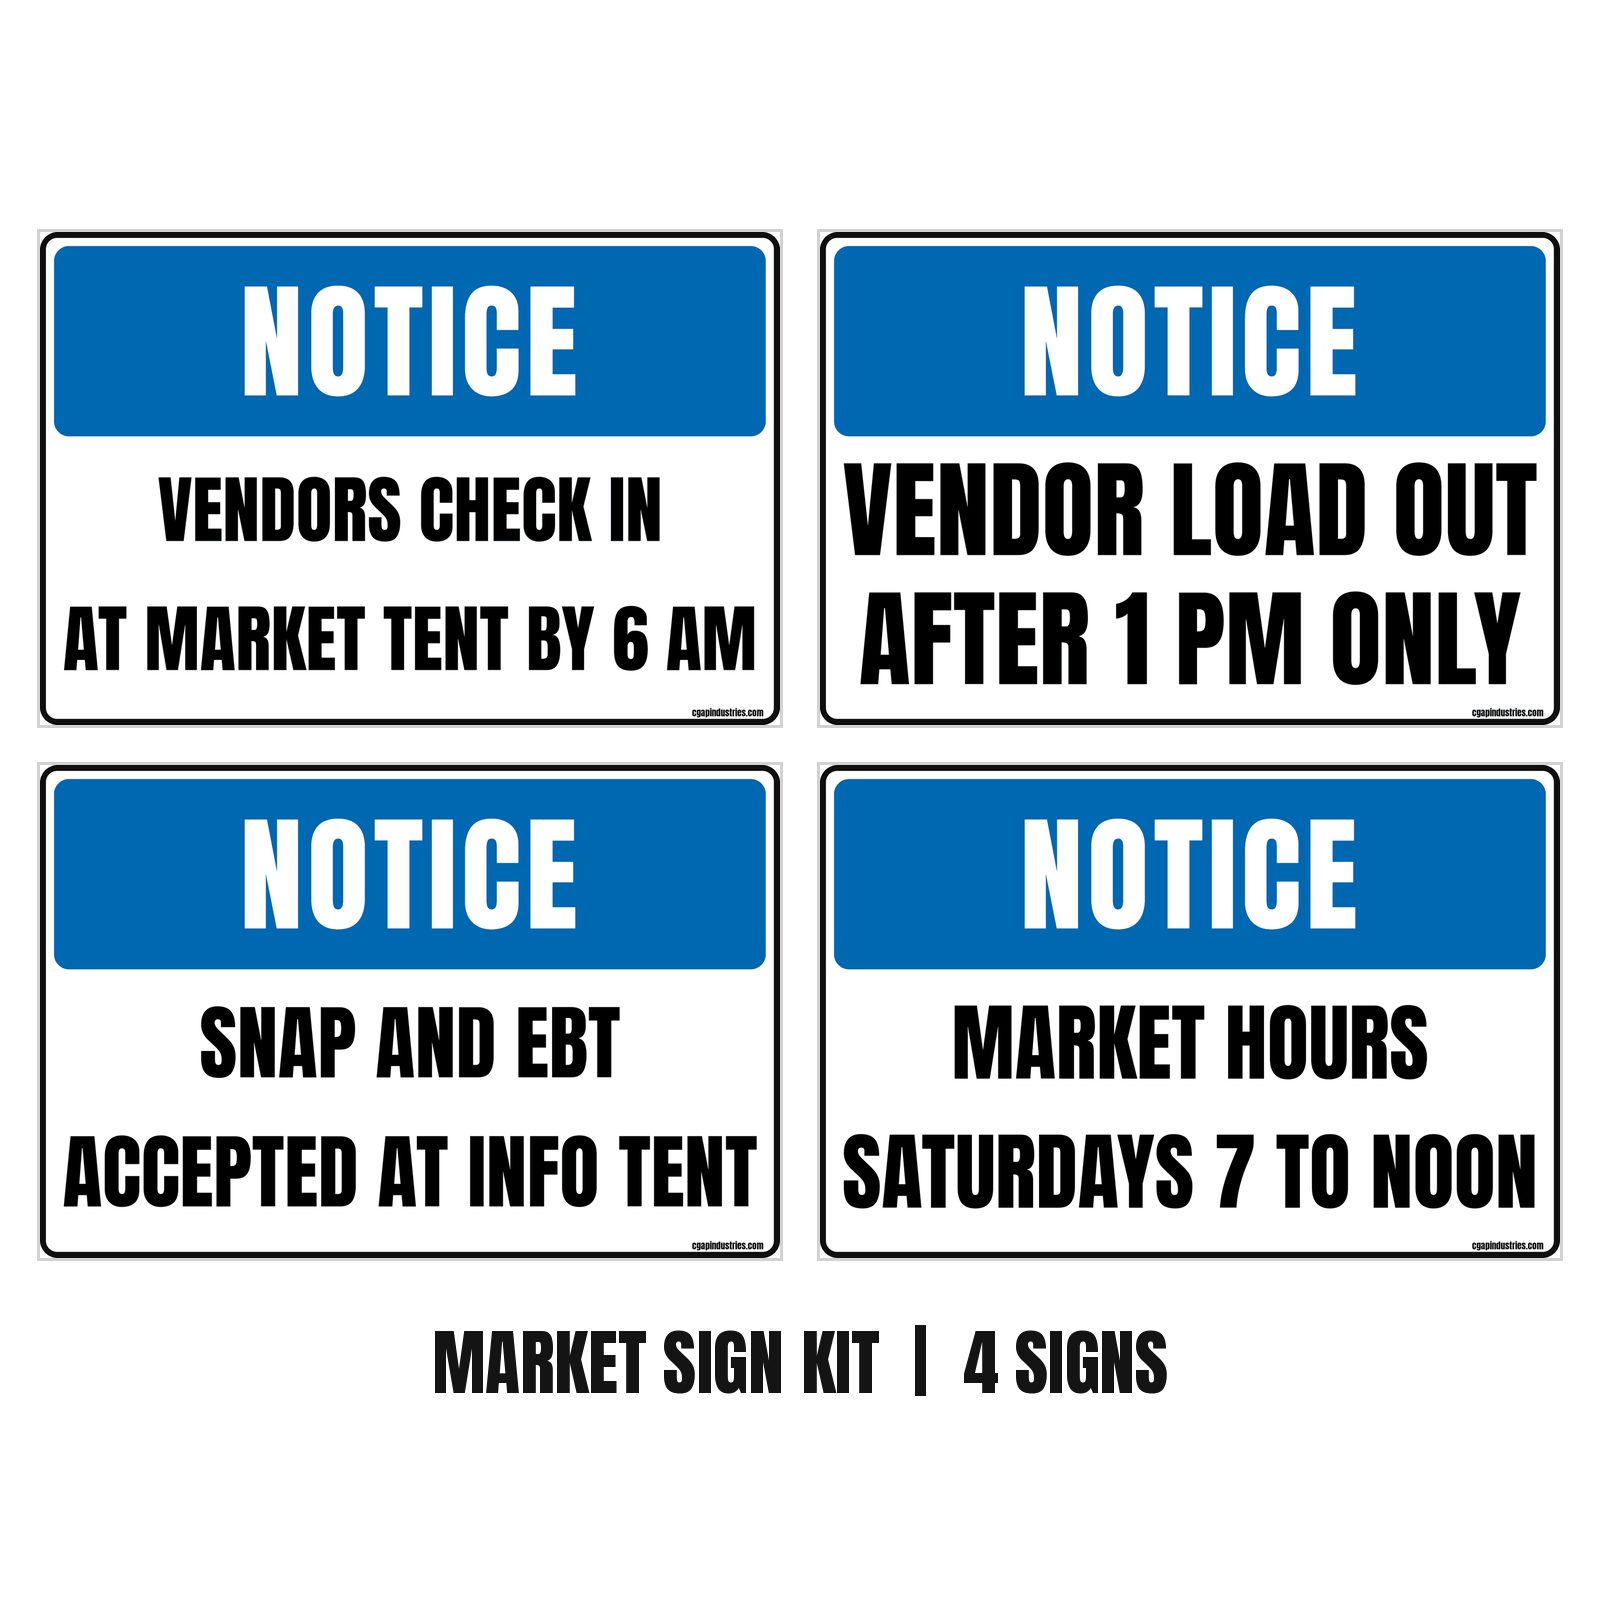 NOTICE
VENDORS CHECK IN
AT MARKET TENT BY 6 AM
cgapindustries.com
NOTICE
VENDOR LOAD OUT
AFTER 1 PM ONLY
cgapindustries.com
NOTICE
SNAP AND EBT
ACCEPTED AT INFO TENT
cgapindustries.com
NOTICE
MARKET HOURS
SATURDAYS 7 TO NOON
cgapindustries.com
MARKET SIGN KIT | 4 SIGNS